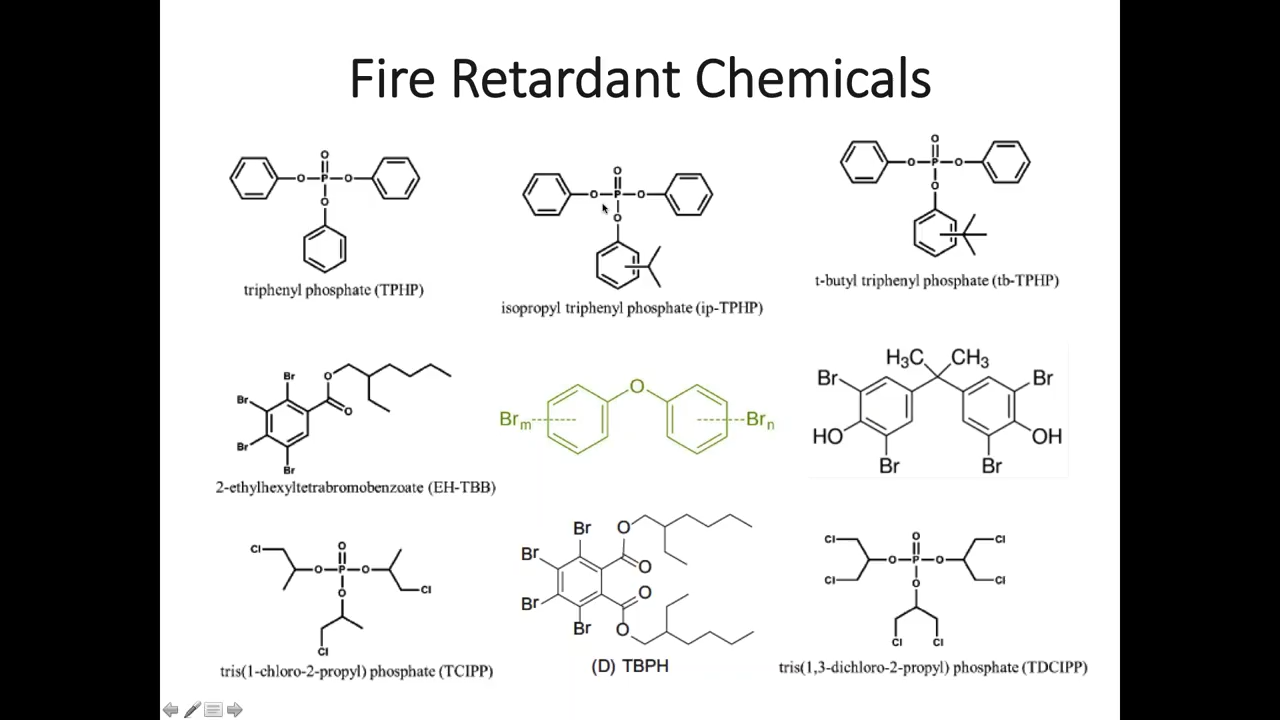 Fire Retardant Chemicals
O
O P O
O
triphenyl phosphate (TPHP)
O
O P O
O
isopropyl triphenyl phosphate (ip-TPHP)
O
O P O
O
t-butyl triphenyl phosphate (tb-TPHP)
Br
O
Br
O
Br
Br
2-ethylhexyltetrabromobenzoate (EH-TBB)
O
Brm
Brn
H₃C CH₃
Br Br
HO OH
Br Br
Cl
O
O P O
Cl
O
Cl
tris(1-chloro-2-propyl) phosphate (TCIPP)
Br O
Br
O
O
Br
Br O
(D) TBPH
Cl O Cl
O P O
Cl Cl
O
Cl Cl
tris(1,3-dichloro-2-propyl) phosphate (TDCIPP)